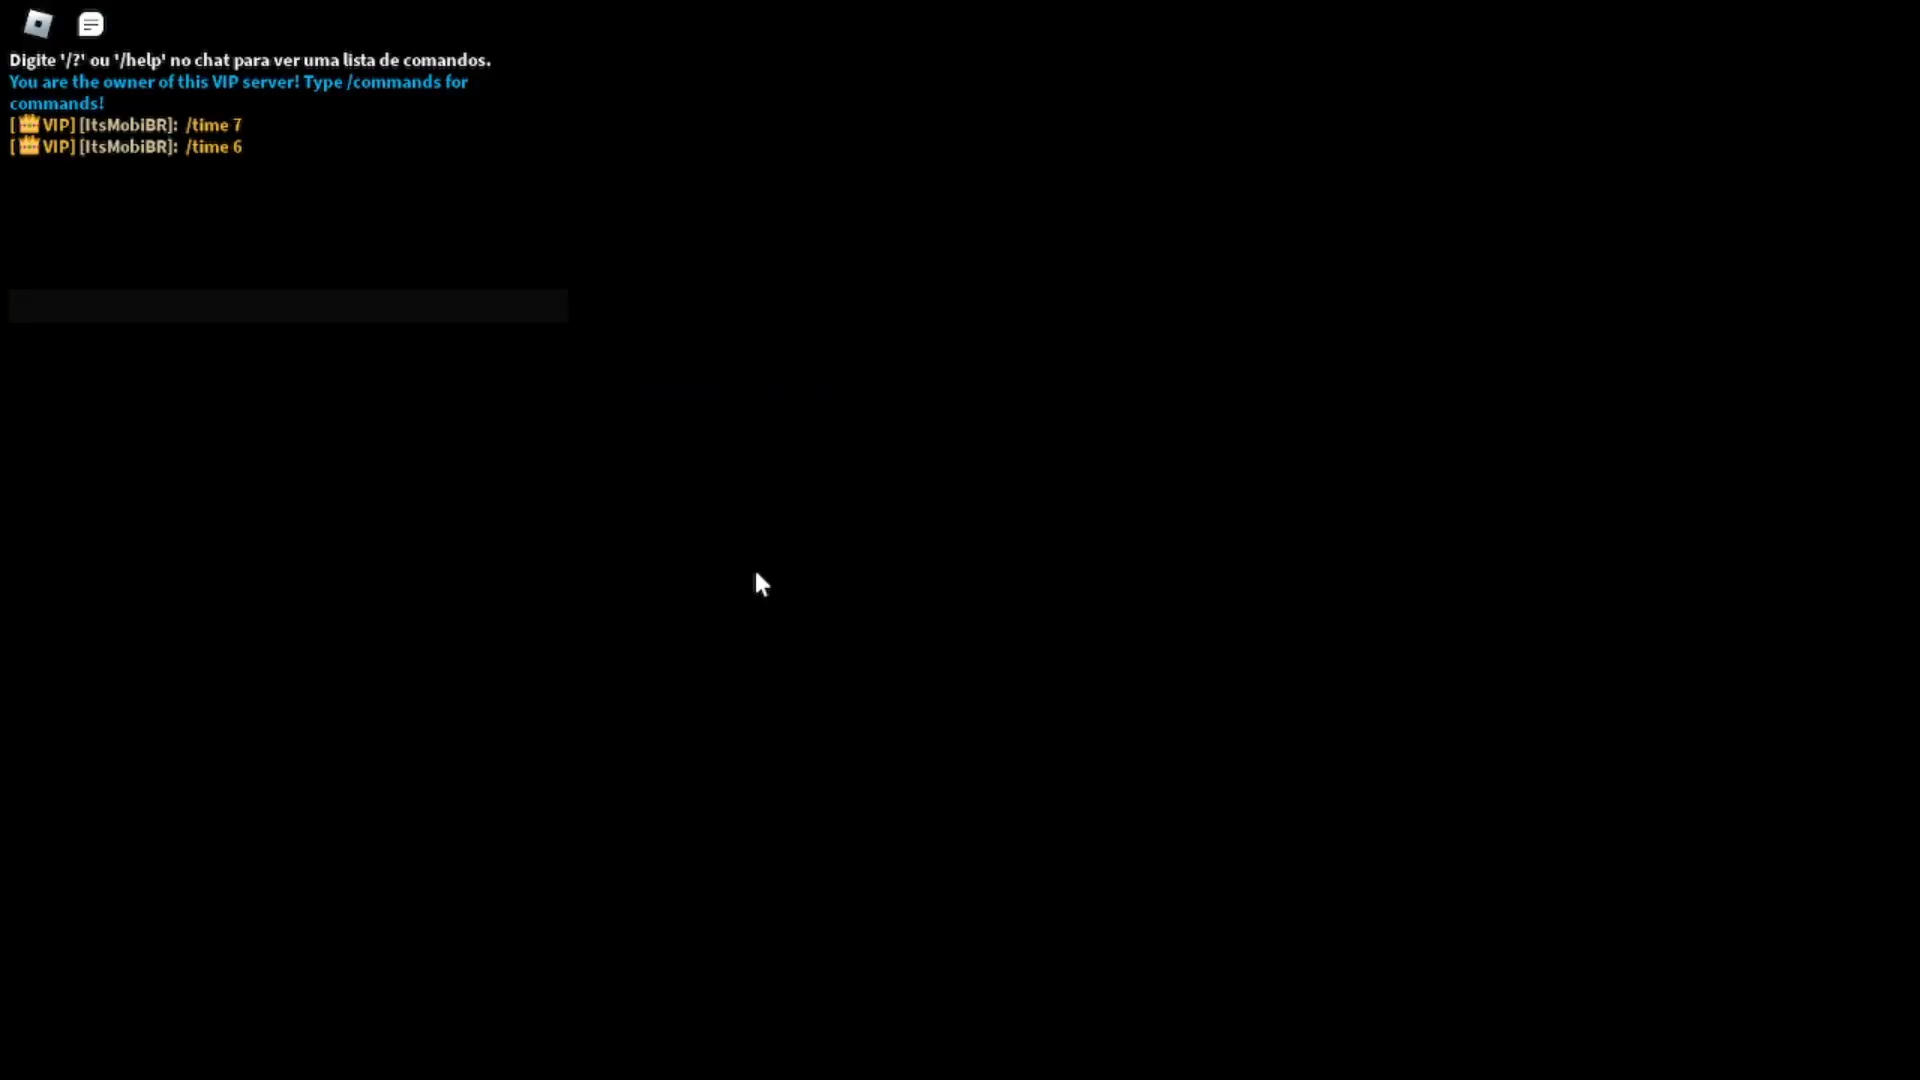 Digite '/?' ou '/help' no chat para ver uma lista de comandos.
You are the owner of this VIP server! Type /commands for
commands!
[👑VIP] [ItsMobiBR]: /time 7
[👑VIP] [ItsMobiBR]: /time 6